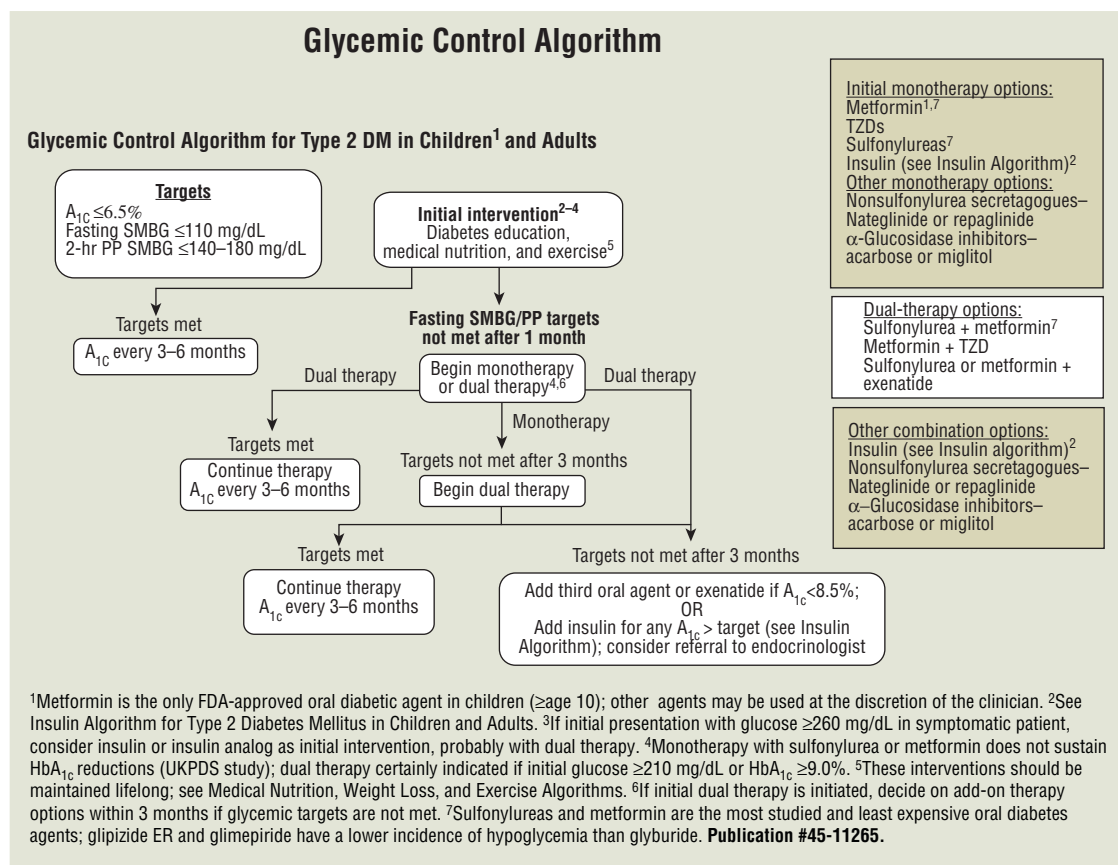 Glycemic Control Algorithm
Glycemic Control Algorithm for Type 2 DM in Children1 and Adults
Targets
A1C ≤6.5%
Fasting SMBG ≤110 mg/dL
2-hr PP SMBG ≤140–180 mg/dL
Initial intervention2–4
Diabetes education,
medical nutrition, and exercise5
Targets met
A1C every 3–6 months
Fasting SMBG/PP targets
not met after 1 month
Dual therapy
Begin monotherapy
or dual therapy4,6
Dual therapy
Monotherapy
Targets met
Continue therapy
A1C every 3–6 months
Targets not met after 3 months
Begin dual therapy
Targets met
Continue therapy
A1c every 3–6 months
Targets not met after 3 months
Add third oral agent or exenatide if A1c<8.5%;
OR
Add insulin for any A1c > target (see Insulin
Algorithm); consider referral to endocrinologist
Initial monotherapy options:
Metformin1,7
TZDs
Sulfonylureas7
Insulin (see Insulin Algorithm)2
Other monotherapy options:
Nonsulfonylurea secretagogues–
Nateglinide or repaglinide
α-Glucosidase inhibitors–
acarbose or miglitol
Dual-therapy options:
Sulfonylurea + metformin7
Metformin + TZD
Sulfonylurea or metformin +
exenatide
Other combination options:
Insulin (see Insulin algorithm)2
Nonsulfonylurea secretagogues–
Nateglinide or repaglinide
α–Glucosidase inhibitors–
acarbose or miglitol
1Metformin is the only FDA-approved oral diabetic agent in children (≥age 10); other agents may be used at the discretion of the clinician. 2See
Insulin Algorithm for Type 2 Diabetes Mellitus in Children and Adults. 3If initial presentation with glucose ≥260 mg/dL in symptomatic patient,
consider insulin or insulin analog as initial intervention, probably with dual therapy. 4Monotherapy with sulfonylurea or metformin does not sustain
HbA1c reductions (UKPDS study); dual therapy certainly indicated if initial glucose ≥210 mg/dL or HbA1c ≥9.0%. 5These interventions should be
maintained lifelong; see Medical Nutrition, Weight Loss, and Exercise Algorithms. 6If initial dual therapy is initiated, decide on add-on therapy
options within 3 months if glycemic targets are not met. 7Sulfonylureas and metformin are the most studied and least expensive oral diabetes
agents; glipizide ER and glimepiride have a lower incidence of hypoglycemia than glyburide. Publication #45-11265.